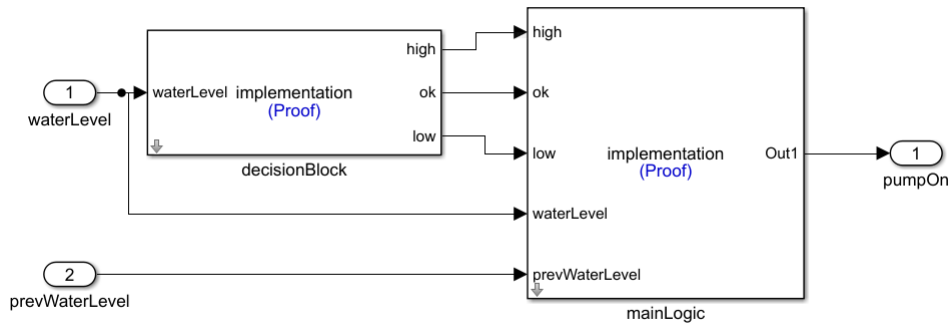 1
waterLevel
waterLevel
implementation
(Proof)
high
ok
low
decisionBlock
2
prevWaterLevel
high
ok
low
waterLevel
prevWaterLevel
implementation
(Proof)
Out1
mainLogic
1
pumpOn